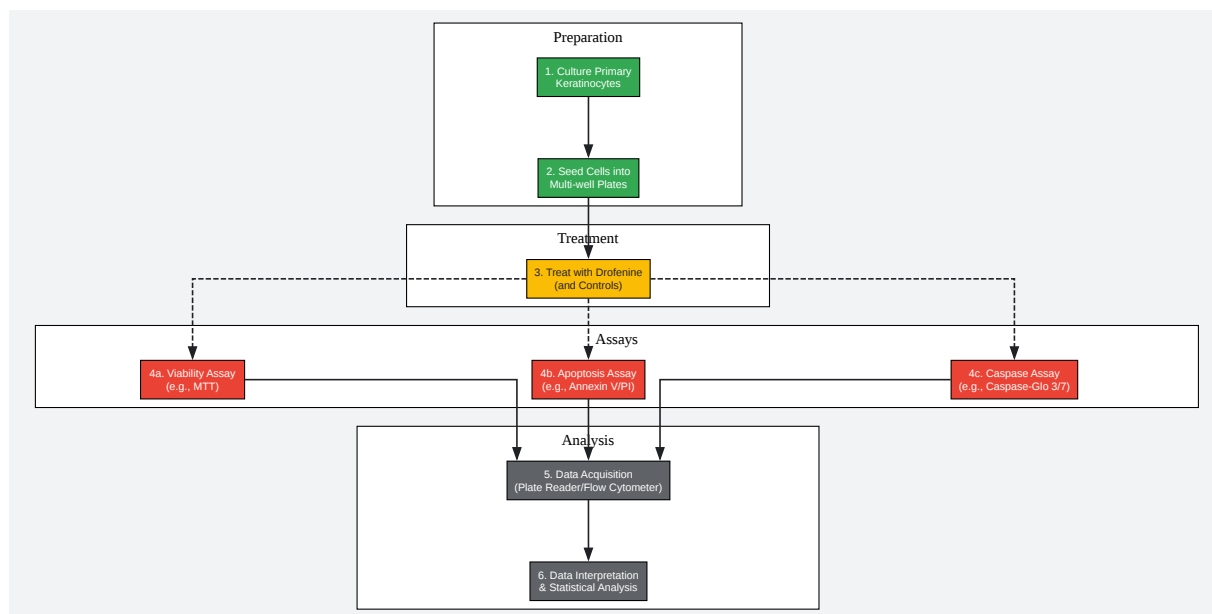 Preparation
1. Culture Primary
Keratinocytes
2. Seed Cells into
Multi-well Plates
Treatment
3. Treat with Drofenine
(and Controls)
Assays
4a. Viability Assay
(e.g., MTT)
4b. Apoptosis Assay
(e.g., Annexin V/PI)
4c. Caspase Assay
(e.g., Caspase-Glo 3/7)
Analysis
5. Data Acquisition
(Plate Reader/Flow Cytometer)
6. Data Interpretation
& Statistical Analysis